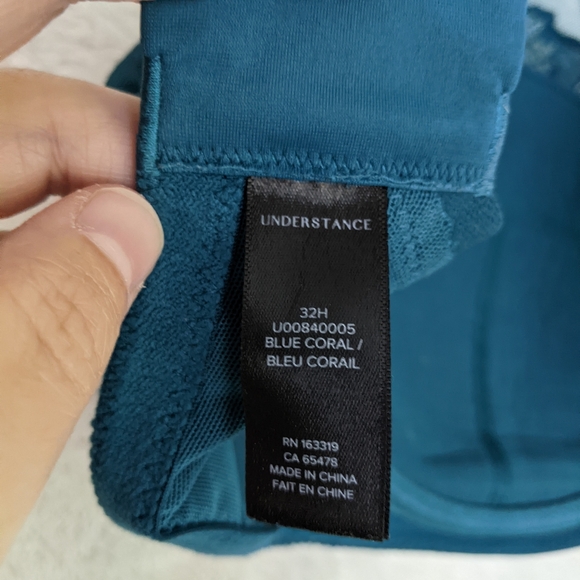 UNDERSTANCE
32H
U00840005
BLUE CORAL /
BLEU CORAIL
RN 163319
CA 65478
MADE IN CHINA
FAIT EN CHINE